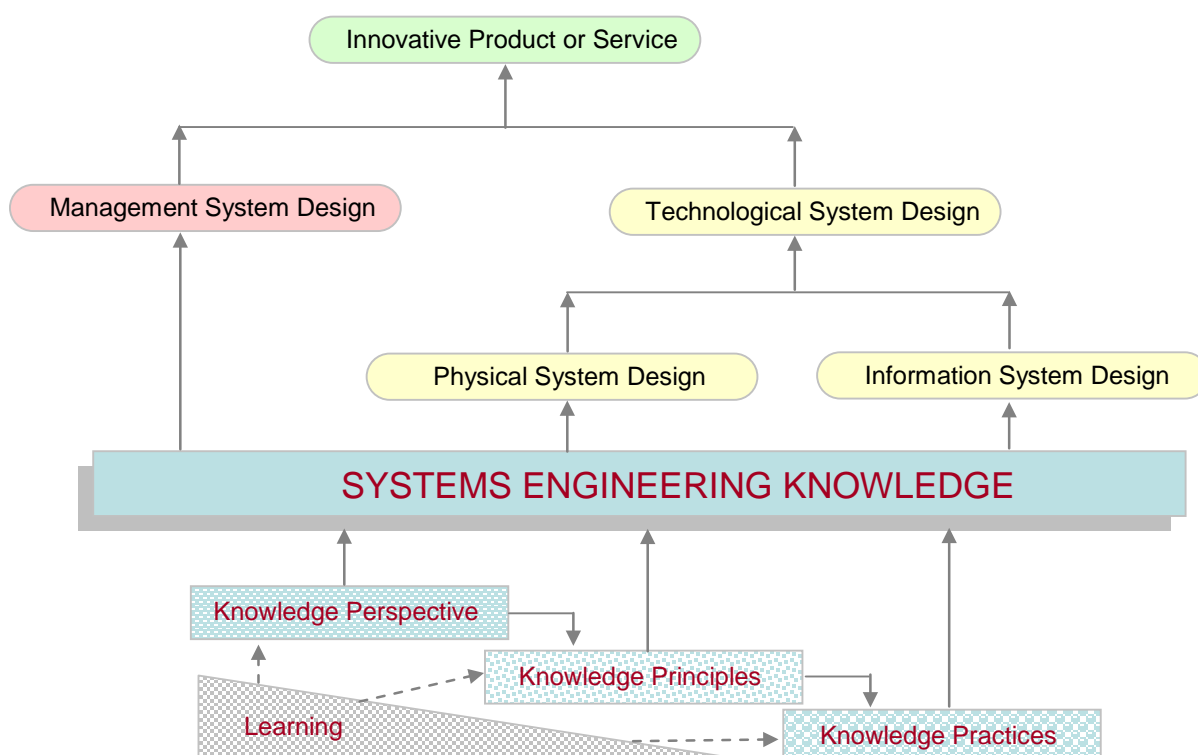 Innovative Product or Service
Management System Design
Technological System Design
Physical System Design
Information System Design
SYSTEMS ENGINEERING KNOWLEDGE
Knowledge Perspective
Knowledge Principles
Learning
Knowledge Practices